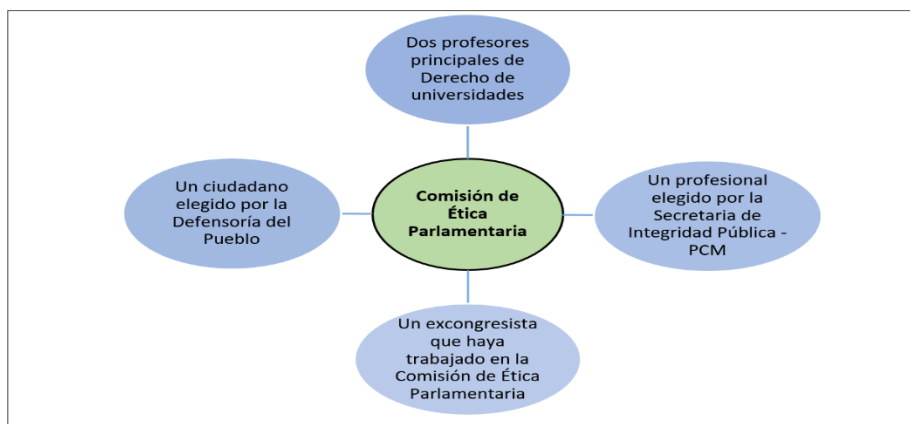 Dos profesores
principales de
Derecho de
universidades
Un ciudadano
elegido por la
Defensoría del
Pueblo
Comisión de
Ética
Parlamentaria
Un profesional
elegido por la
Secretaria de
Integridad Pública -
PCM
Un excongresista
que haya
trabajado en la
Comisión de Ética
Parlamentaria